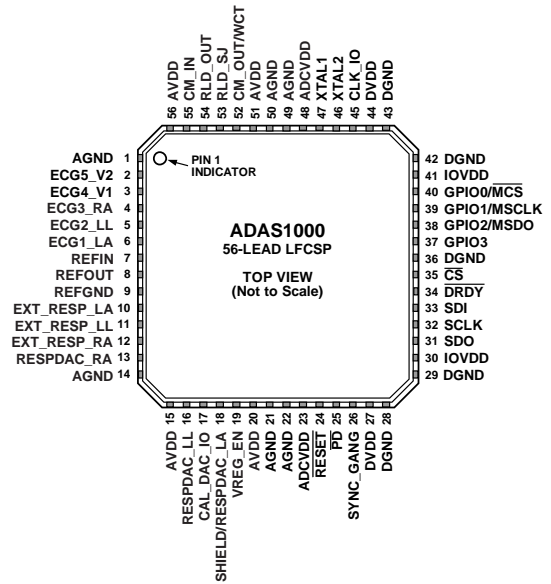 56 AVDD
55 CM_IN
54 RLD_OUT
53 RLD_SJ
52 CM_OUT/WCT
51 AVDD
50 AGND
49 AGND
48 ADCVDD
47 XTAL1
46 XTAL2
45 CLK_IO
44 DVDD
43 DGND
AGND 1
ECG5_V2 2
ECG4_V1 3
ECG3_RA 4
ECG2_LL 5
ECG1_LA 6
REFIN 7
REFOUT 8
REFGND 9
EXT_RESP_LA 10
EXT_RESP_LL 11
EXT_RESP_RA 12
RESPDAC_RA 13
AGND 14
PIN 1
INDICATOR
ADAS1000
56-LEAD LFCSP
TOP VIEW
(Not to Scale)
42 DGND
41 IOVDD
40 GPIO0/MCS
39 GPIO1/MSCLK
38 GPIO2/MSDO
37 GPIO3
36 DGND
35 CS
34 DRDY
33 SDI
32 SCLK
31 SDO
30 IOVDD
29 DGND
AVDD 15
RESPDAC_LL 16
CAL_DAC_IO 17
SHIELD/RESPDAC_LA 18
VREG_EN 19
AVDD 20
AGND 21
AGND 22
ADCVDD 23
RESET 24
PD 25
SYNC_GANG 26
DVDD 27
DGND 28